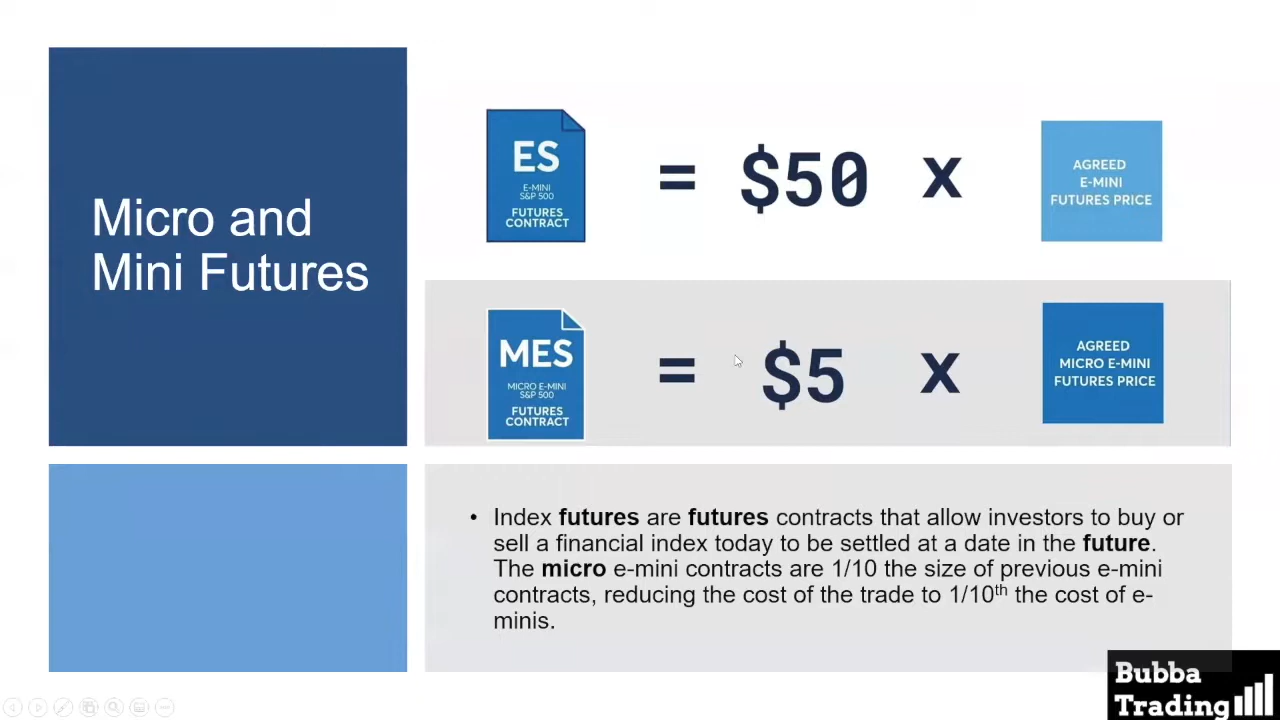 Micro and
Mini Futures
ES
E-MINI
S&P 500
FUTURES
CONTRACT
= $50 x
AGREED
E-MINI
FUTURES PRICE
MES
MICRO E-MINI
S&P 500
FUTURES
CONTRACT
= $5 x
AGREED
MICRO E-MINI
FUTURES PRICE
• Index futures are futures contracts that allow investors to buy or
sell a financial index today to be settled at a date in the future.
The micro e-mini contracts are 1/10 the size of previous e-mini
contracts, reducing the cost of the trade to 1/10th the cost of e-
minis.
Bubba
Trading